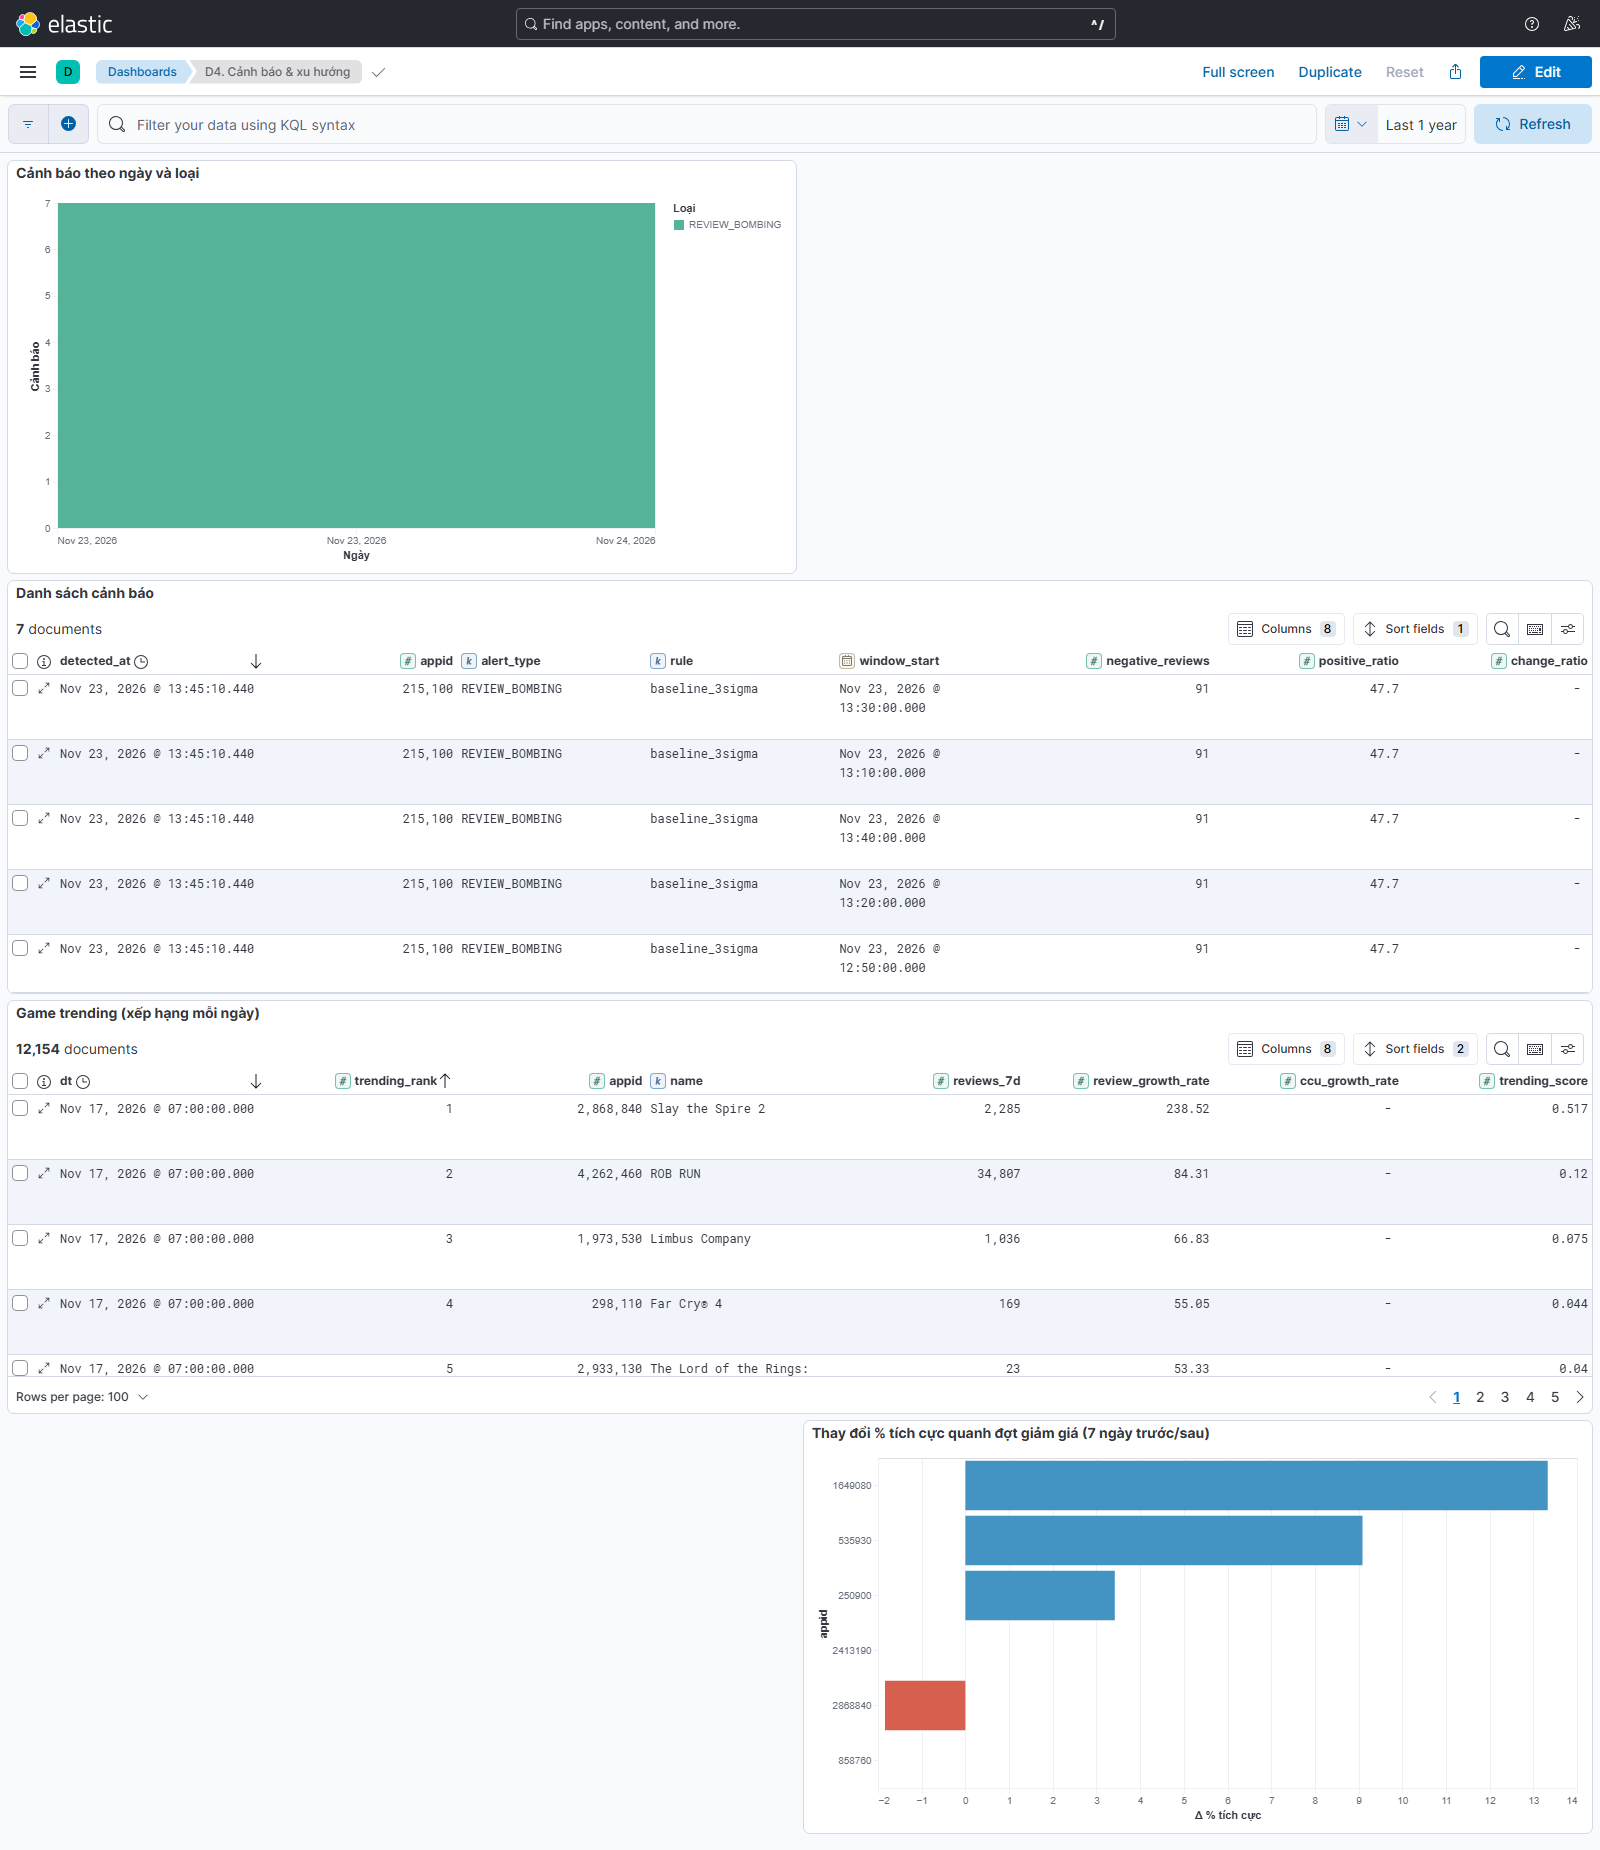 elastic
Find apps, content, and more.
^/
D
Dashboards
D4. Cảnh báo & xu hướng
Full screen
Duplicate
Reset
Edit
Filter your data using KQL syntax
Last 1 year
Refresh
Cảnh báo theo ngày và loại
7
6
5
4
3
2
1
0
Cảnh báo
Nov 23, 2026
Nov 23, 2026
Nov 24, 2026
Ngày
Loại
REVIEW_BOMBING
Danh sách cảnh báo
7 documents
Columns 8
Sort fields 1
detected_at # appid k alert_type k rule window_start # negative_reviews # positive_ratio # change_ratio
Nov 23, 2026 @ 13:45:10.440 215,100 REVIEW_BOMBING baseline_3sigma Nov 23, 2026 @ 91 47.7 -
13:30:00.000
Nov 23, 2026 @ 13:45:10.440 215,100 REVIEW_BOMBING baseline_3sigma Nov 23, 2026 @ 91 47.7 -
13:10:00.000
Nov 23, 2026 @ 13:45:10.440 215,100 REVIEW_BOMBING baseline_3sigma Nov 23, 2026 @ 91 47.7 -
13:40:00.000
Nov 23, 2026 @ 13:45:10.440 215,100 REVIEW_BOMBING baseline_3sigma Nov 23, 2026 @ 91 47.7 -
13:20:00.000
Nov 23, 2026 @ 13:45:10.440 215,100 REVIEW_BOMBING baseline_3sigma Nov 23, 2026 @ 91 47.7 -
12:50:00.000
Game trending (xếp hạng mỗi ngày)
12,154 documents
Columns 8
Sort fields 2
dt # trending_rank # appid k name # reviews_7d # review_growth_rate # ccu_growth_rate # trending_score
Nov 17, 2026 @ 07:00:00.000 1 2,868,840 Slay the Spire 2 2,285 238.52 - 0.517
Nov 17, 2026 @ 07:00:00.000 2 4,262,460 ROB RUN 34,807 84.31 - 0.12
Nov 17, 2026 @ 07:00:00.000 3 1,973,530 Limbus Company 1,036 66.83 - 0.075
Nov 17, 2026 @ 07:00:00.000 4 298,110 Far Cry® 4 169 55.05 - 0.044
Nov 17, 2026 @ 07:00:00.000 5 2,933,130 The Lord of the Rings: 23 53.33 - 0.04
Rows per page: 100
1 2 3 4 5
Thay đổi % tích cực quanh đợt giảm giá (7 ngày trước/sau)
1649080
535930
250900
2413190
2868840
858760
appid
−2 −1 0 1 2 3 4 5 6 7 8 9 10 11 12 13 14
Δ % tích cực